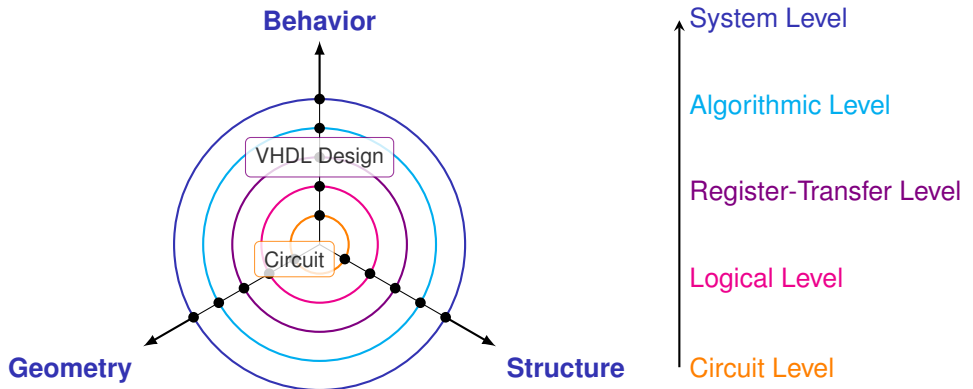 Behavior
System Level
Algorithmic Level
VHDL Design
Register-Transfer Level
Circuit
Logical Level
Geometry
Structure
Circuit Level